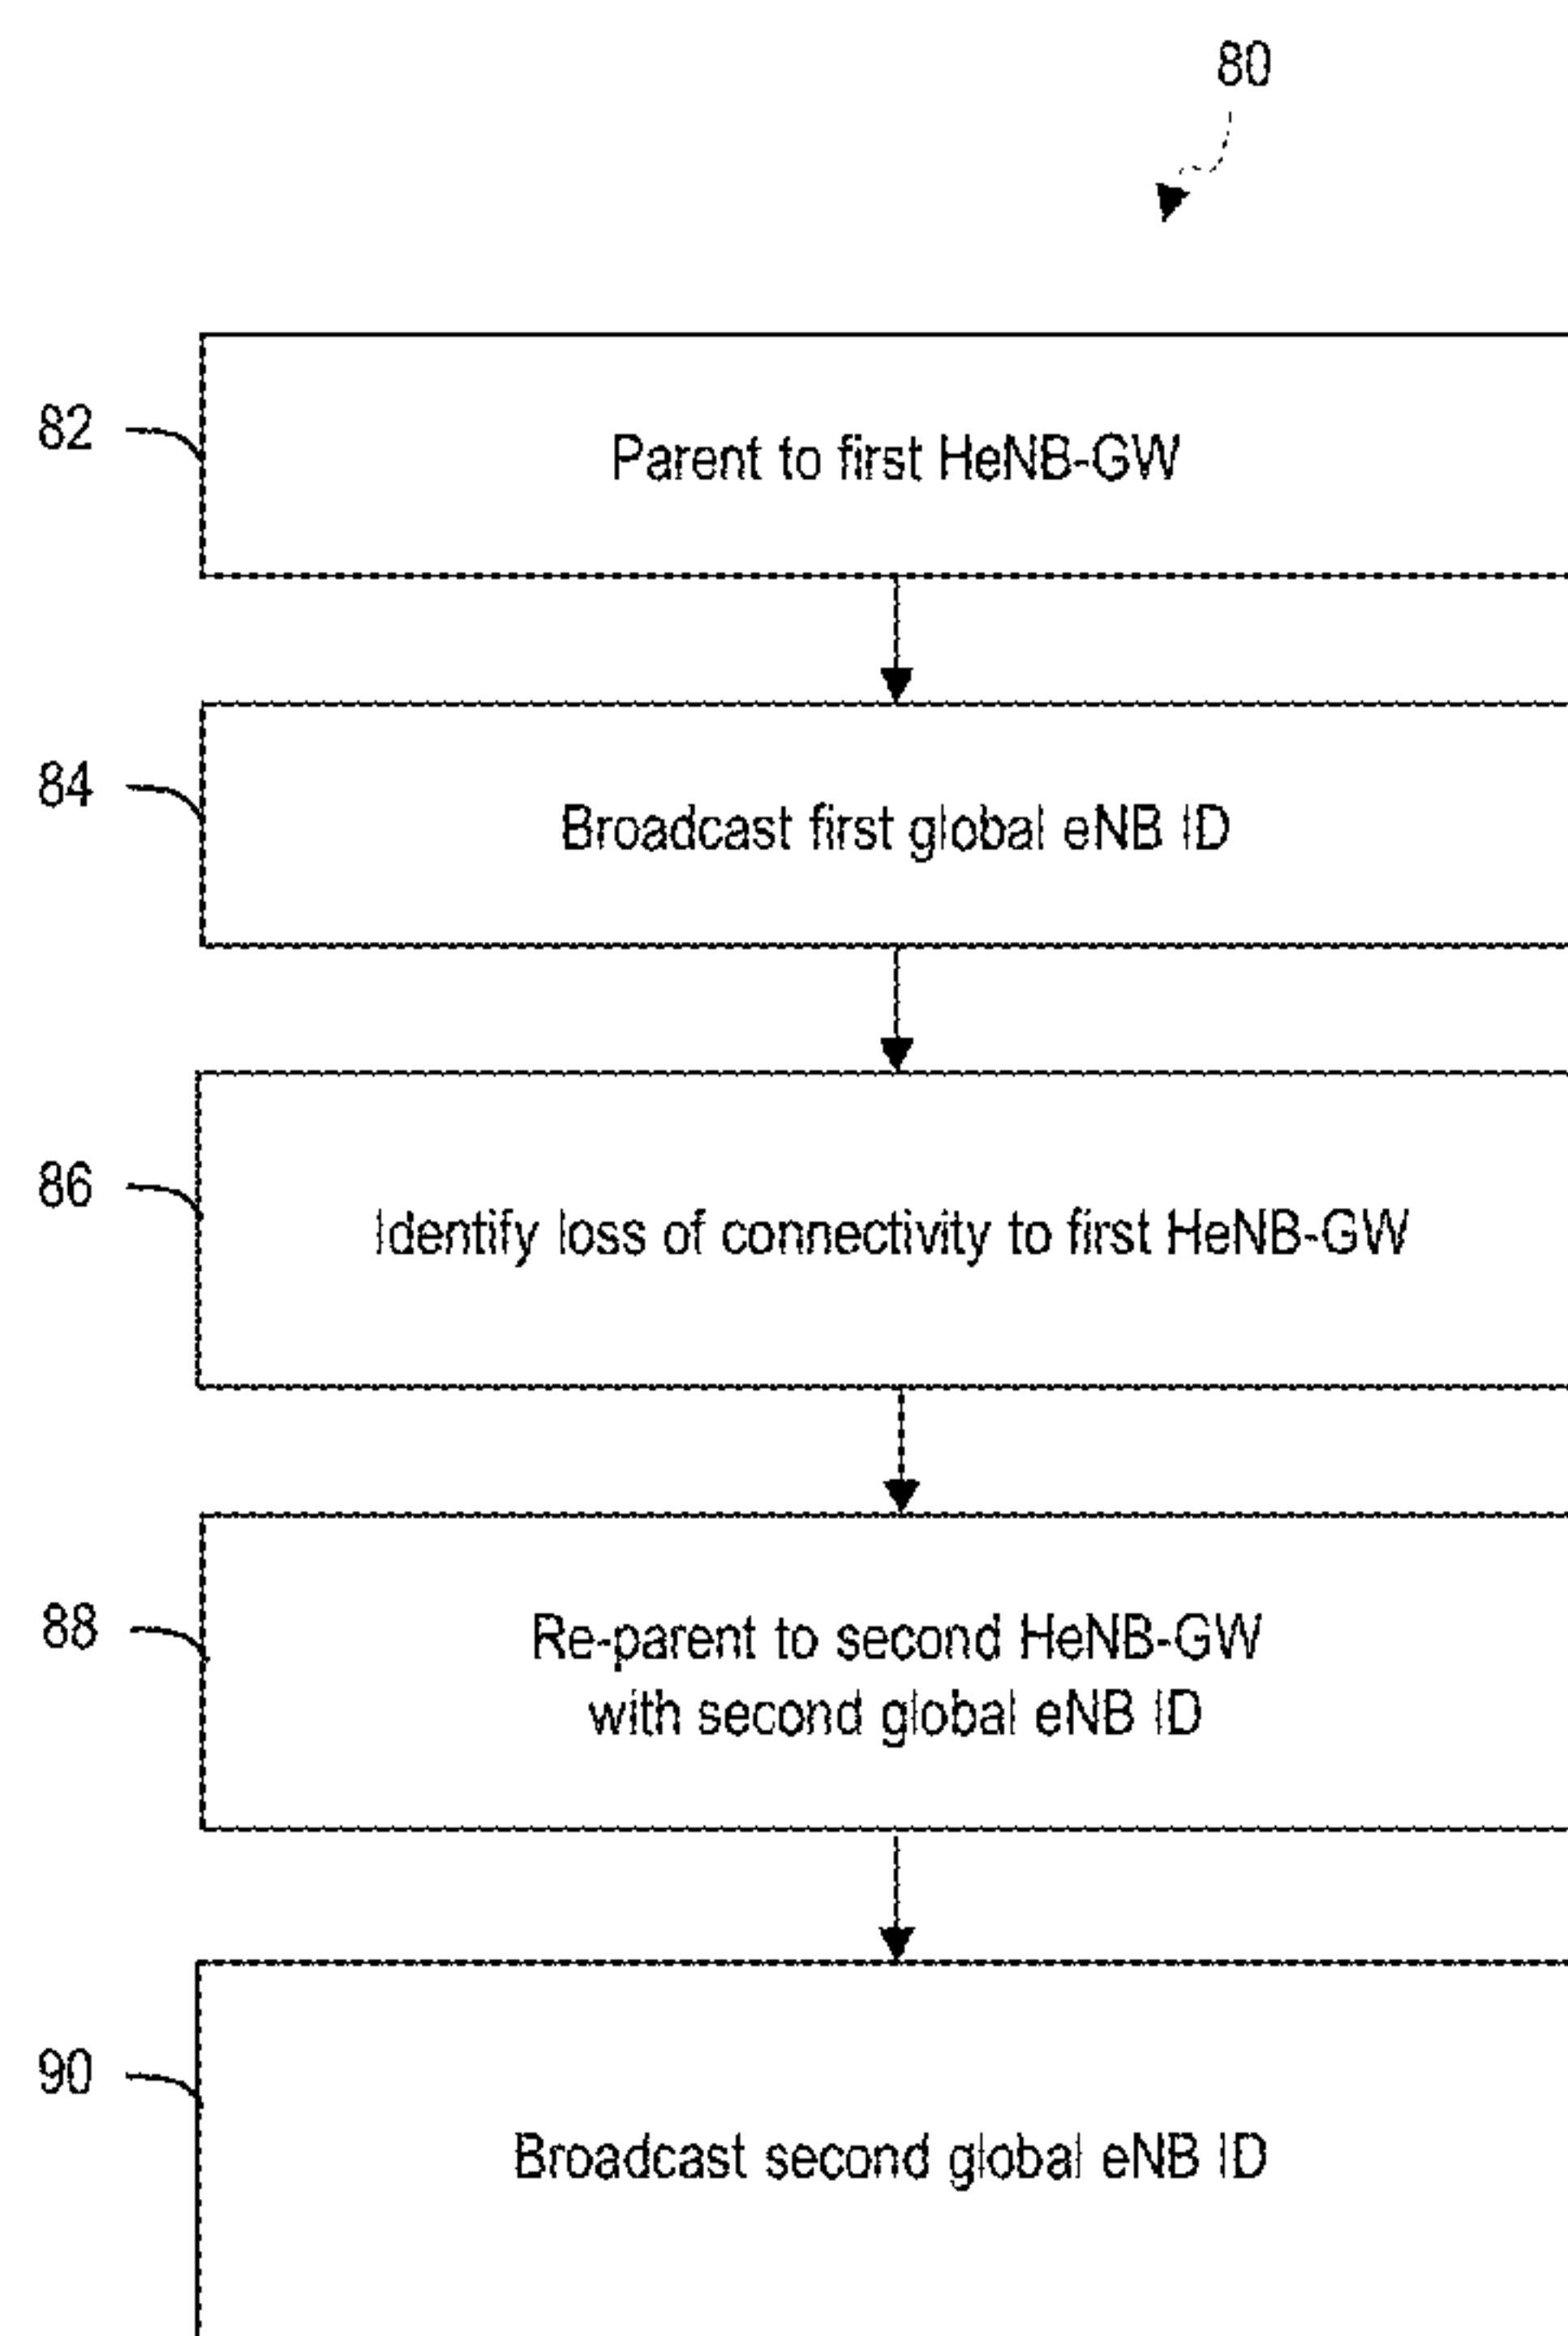 80
82
Parent to first HeNB-GW
84
Broadcast first global eNB ID
86
Identify loss of connectivity to first HeNB-GW
88
Re-parent to second HeNB-GW
with second global eNB ID
90
Broadcast second global eNB ID